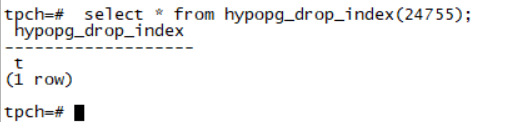 tpch=#  select * from hypopg_drop_index(24755);
 hypopg_drop_index
-------------------
 t
(1 row)
tpch=#